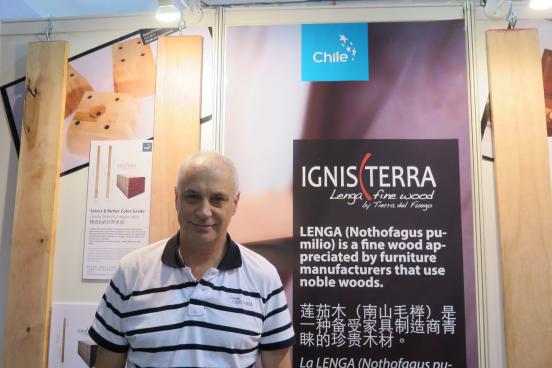 Chile
IGNIS TERRA
Lenga fine wood
by Tierra del Fuego
LENGA (Nothofagus pu-
milio) is a fine wood ap-
preciated by furniture
manufacturers that use
noble woods.
莲茄木（南山毛榉）是
一种备受家具制造商青
睐的珍贵木材。
La LENGA (Nothofagus pu-
Select & Better Color Grade